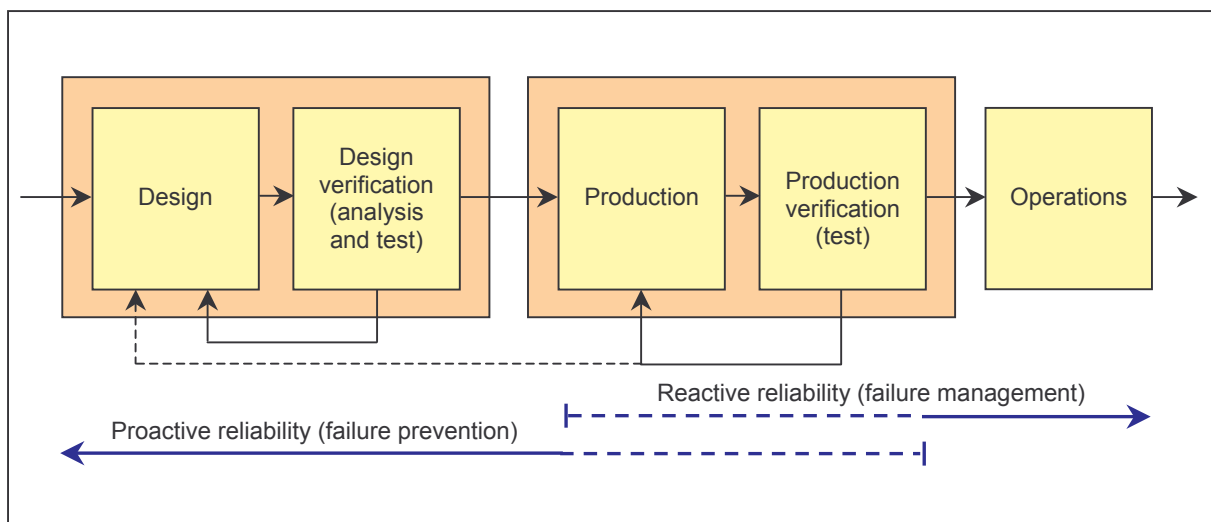 Design
Design
verification
(analysis
and test)
Production
Production
verification
(test)
Operations
Reactive reliability (failure management)
Proactive reliability (failure prevention)